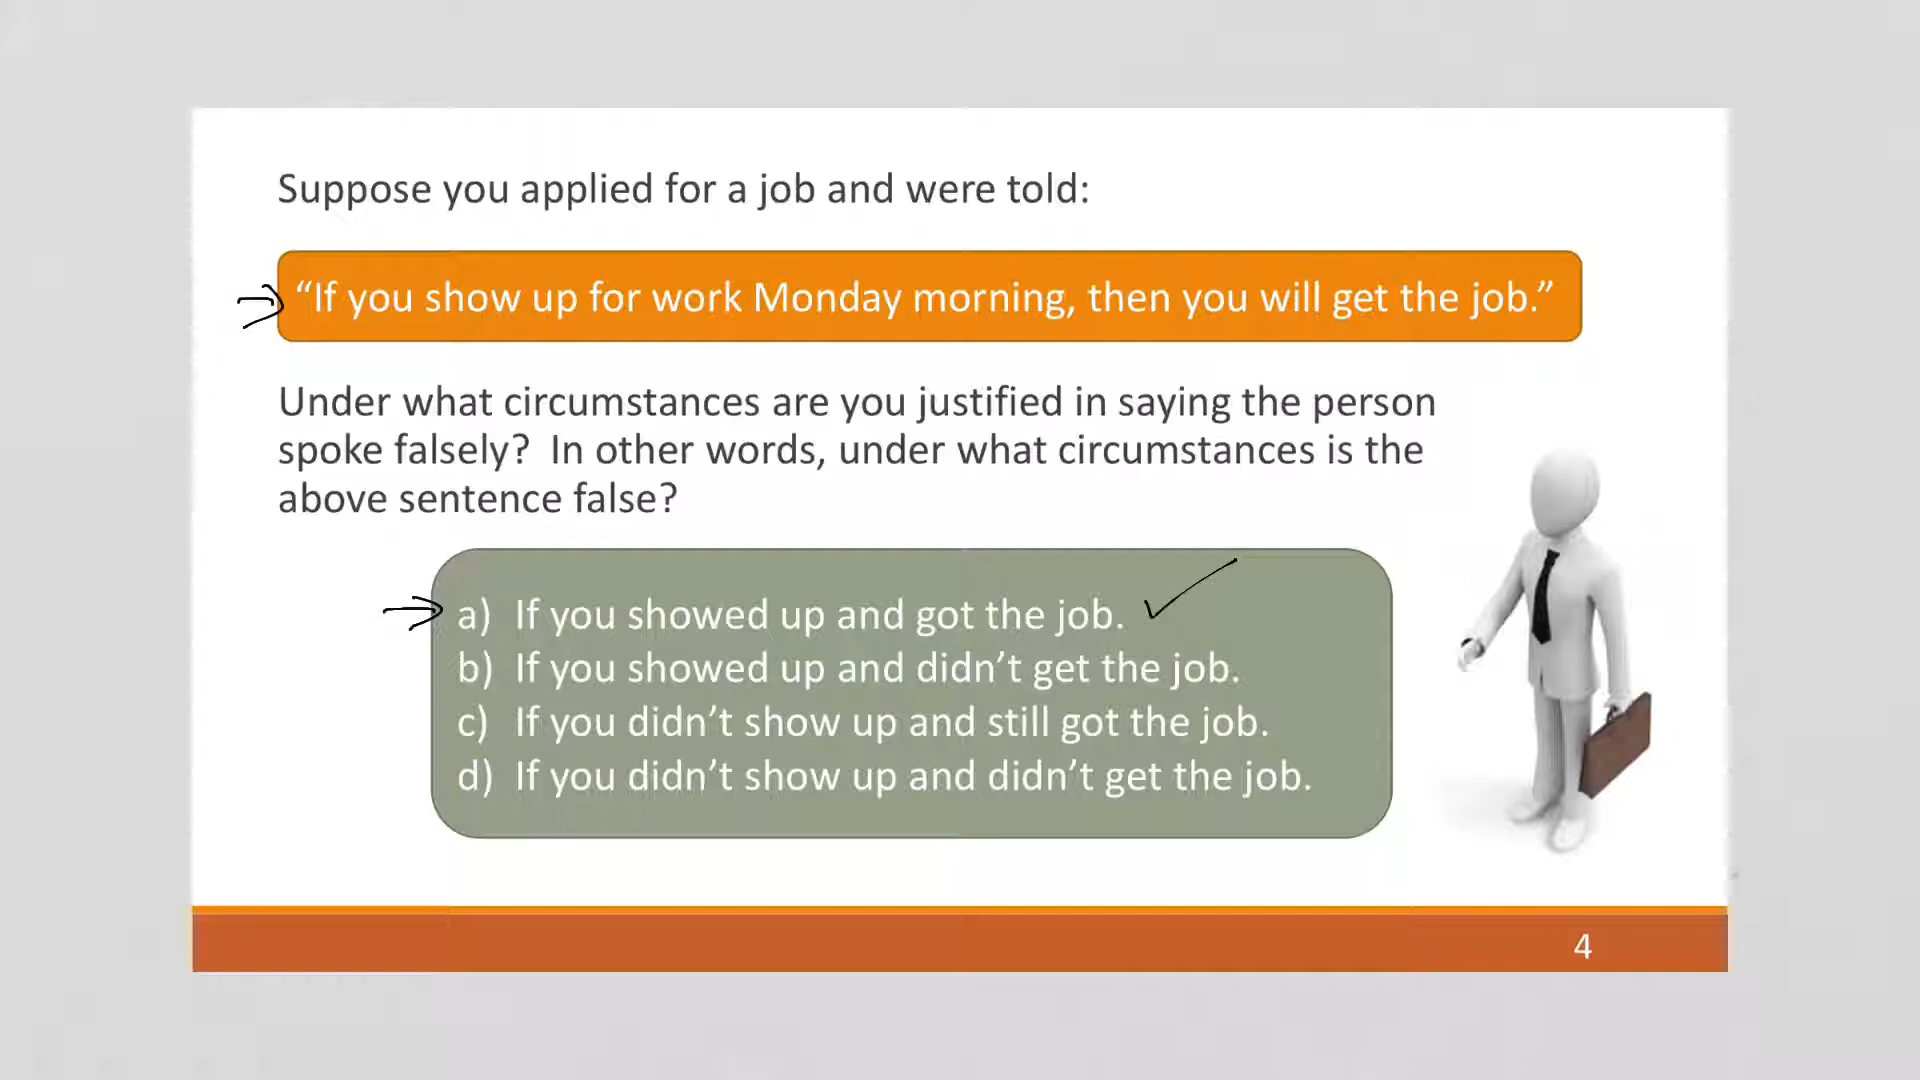 Suppose you applied for a job and were told:
“If you show up for work Monday morning, then you will get the job.”
Under what circumstances are you justified in saying the person
spoke falsely?  In other words, under what circumstances is the
above sentence false?
a) If you showed up and got the job.
b) If you showed up and didn’t get the job.
c) If you didn’t show up and still got the job.
d) If you didn’t show up and didn’t get the job.
4